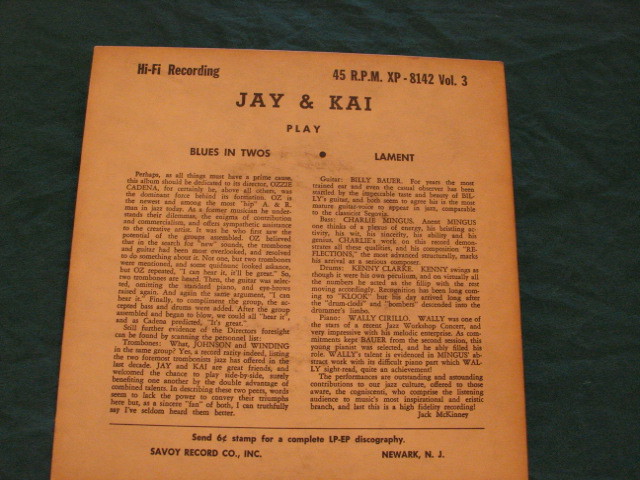 Hi-Fi Recording
45 R.P.M. XP-8142 Vol. 3
JAY & KAI
PLAY
BLUES IN TWOS • LAMENT
Perhaps, as all things must have a prime cause,
this album should be dedicated to its director, OZZIE
CADENA, for certainly he, above all others, was
the dominant force behind its formation. OZ is
the newest and among the most "hip" A. & R.
man in jazz today. As a former musician he under-
stands their dilemmas, the enigma of contribution
and commercialism, and offers sympathetic assistance
to the creative artist. It was he who first saw the
potential of the groups assembled. OZ believed
that in the search for "new" sounds, the trombone
and guitar had been most overlooked, and resolved
to do something about it. Not one, but two trombones
were mentioned, and some quidnunc looked askance,
but OZ repeated, "I can hear it, it'll be great." So,
two trombones are heard. Then, the guitar was selec-
ted, omitting the standard piano, and eye-brows
raised again. And again the same argument, "I can
hear it." Finally, to compliment the group, the ac-
cepted bass and drums were added. After the group
assembled and began to blow, we could all "hear it",
and as Cadena predicted, "It's great."
Still further evidence of the Directors foresight
can be found by scanning the personnel line:
Trombones: What, JOHNSON and WINDING
in the same group? Yes, a record rarity indeed, listing
the two foremost trombonists jazz has offered in the
last decade. JAY and KAI are great friends, and
welcomed the chance to play side-by-side, surely
benefiting one another by the double advantage of
combined talents. In describing these two poets, words
seem to lack the power to convey their triumphs
here but, as a sincere "fan" of both, I can truthfully
say I've seldom heard them better.
Guitar: BILLY BAUER. For years the most
trained ear and even the casual observer has been
startled by the impeccable taste and beauty of BIL-
LY's guitar, and both seem to agree his is the most
mature guitar-voice to appear in jazz, comparable
to the classicist Segovia.
Bass: CHARLIE MINGUS. Anent MINGUS
one thinks of a plexus of energy, his bristling ac-
tivity, his wit, his sincerity, his ability and his
genius. CHARLIE's work on this record demon-
strates all these qualities, and his composition "RE-
FLECTIONS," the most advanced structurally, marks
his arrival as a serious composer.
Drums: KENNY CLARKE. KENNY swings as
though it were his own petulium, and on virtually all
the numbers he acted as the fillip with the rest
moving accordingly. Recognition has been long com-
ing to "KLOOK" but his day arrived long after
the "drum-clods" and "bombers" descended into the
drummer's limbo.
Piano: WALLY CIRILLO. WALLY was one of
the stars of a recent Jazz Workshop Concert, and
very impressive with his melodic enterprise. As com-
mitments kept BAUER from the second session, this
young pianist was selected, and he ably filled his
role. WALLY's talent is evidenced in MINGUS' ab-
stract work with its difficult piano part which WAL-
LY sight-read, quite an achievement!
The performances are outstanding and astounding
contributions to our jazz culture, offered to those
aware, the cogniscenti, who comprise the listening
audience to music's most inspirational and eristic
branch, and last this is a high fidelity recording!
Jack McKinney
Send 6¢ stamp for a complete LP-EP discography.
SAVOY RECORD CO., INC.
NEWARK, N. J.